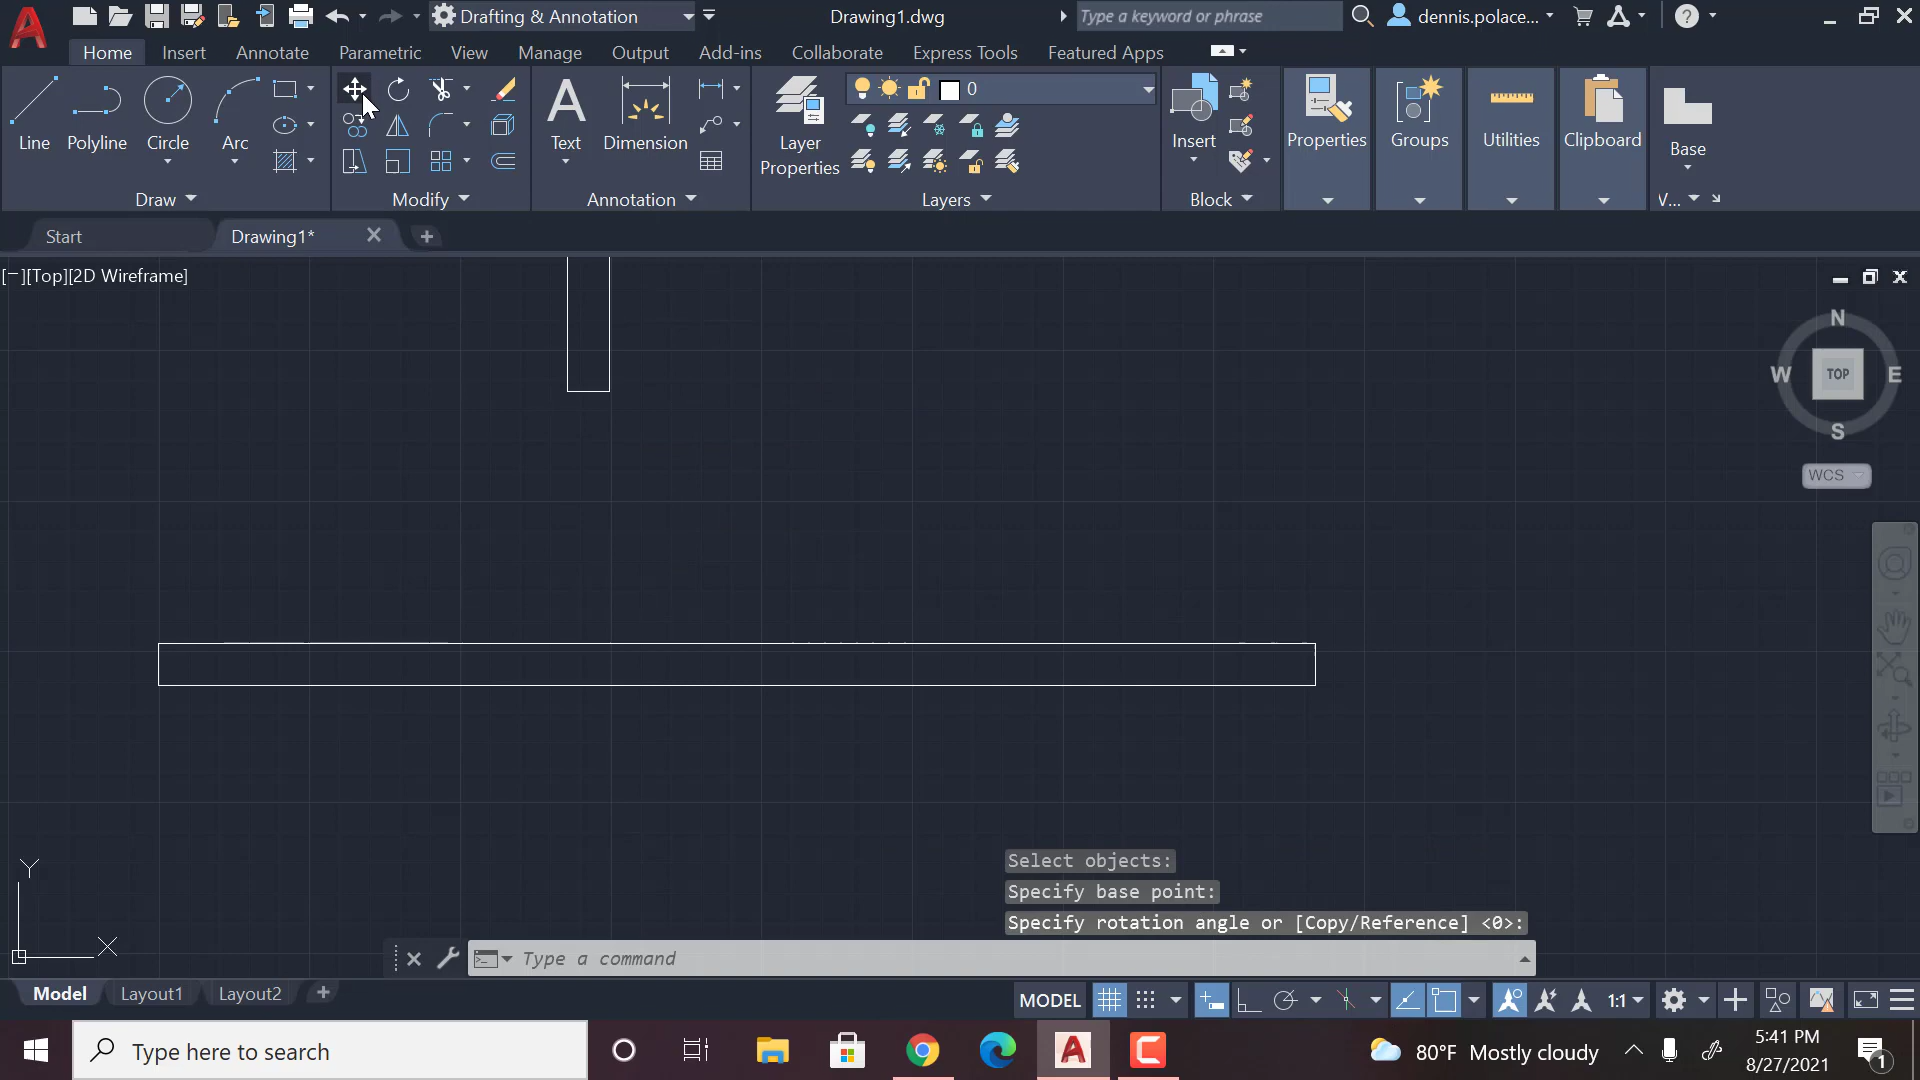 Drafting & Annotation
Drawing1.dwg
Type a keyword or phrase
dennis.polace...
Home
Insert
Annotate
Parametric
View
Manage
Output
Add-ins
Collaborate
Express Tools
Featured Apps
Line
Polyline
Circle
Arc
Text
Dimension
Layer
Properties
0
Insert
Properties
Groups
Utilities
Clipboard
Base
Draw
Modify
Annotation
Layers
Block
V...
Start
Drawing1*
[−][Top][2D Wireframe]
N
W
TOP
E
S
WCS
Y
X
Select objects:
Specify base point:
Specify rotation angle or [Copy/Reference] <0>:
Type a command
Model
Layout1
Layout2
MODEL
1:1
Type here to search
80°F Mostly cloudy
5:41 PM
8/27/2021
1